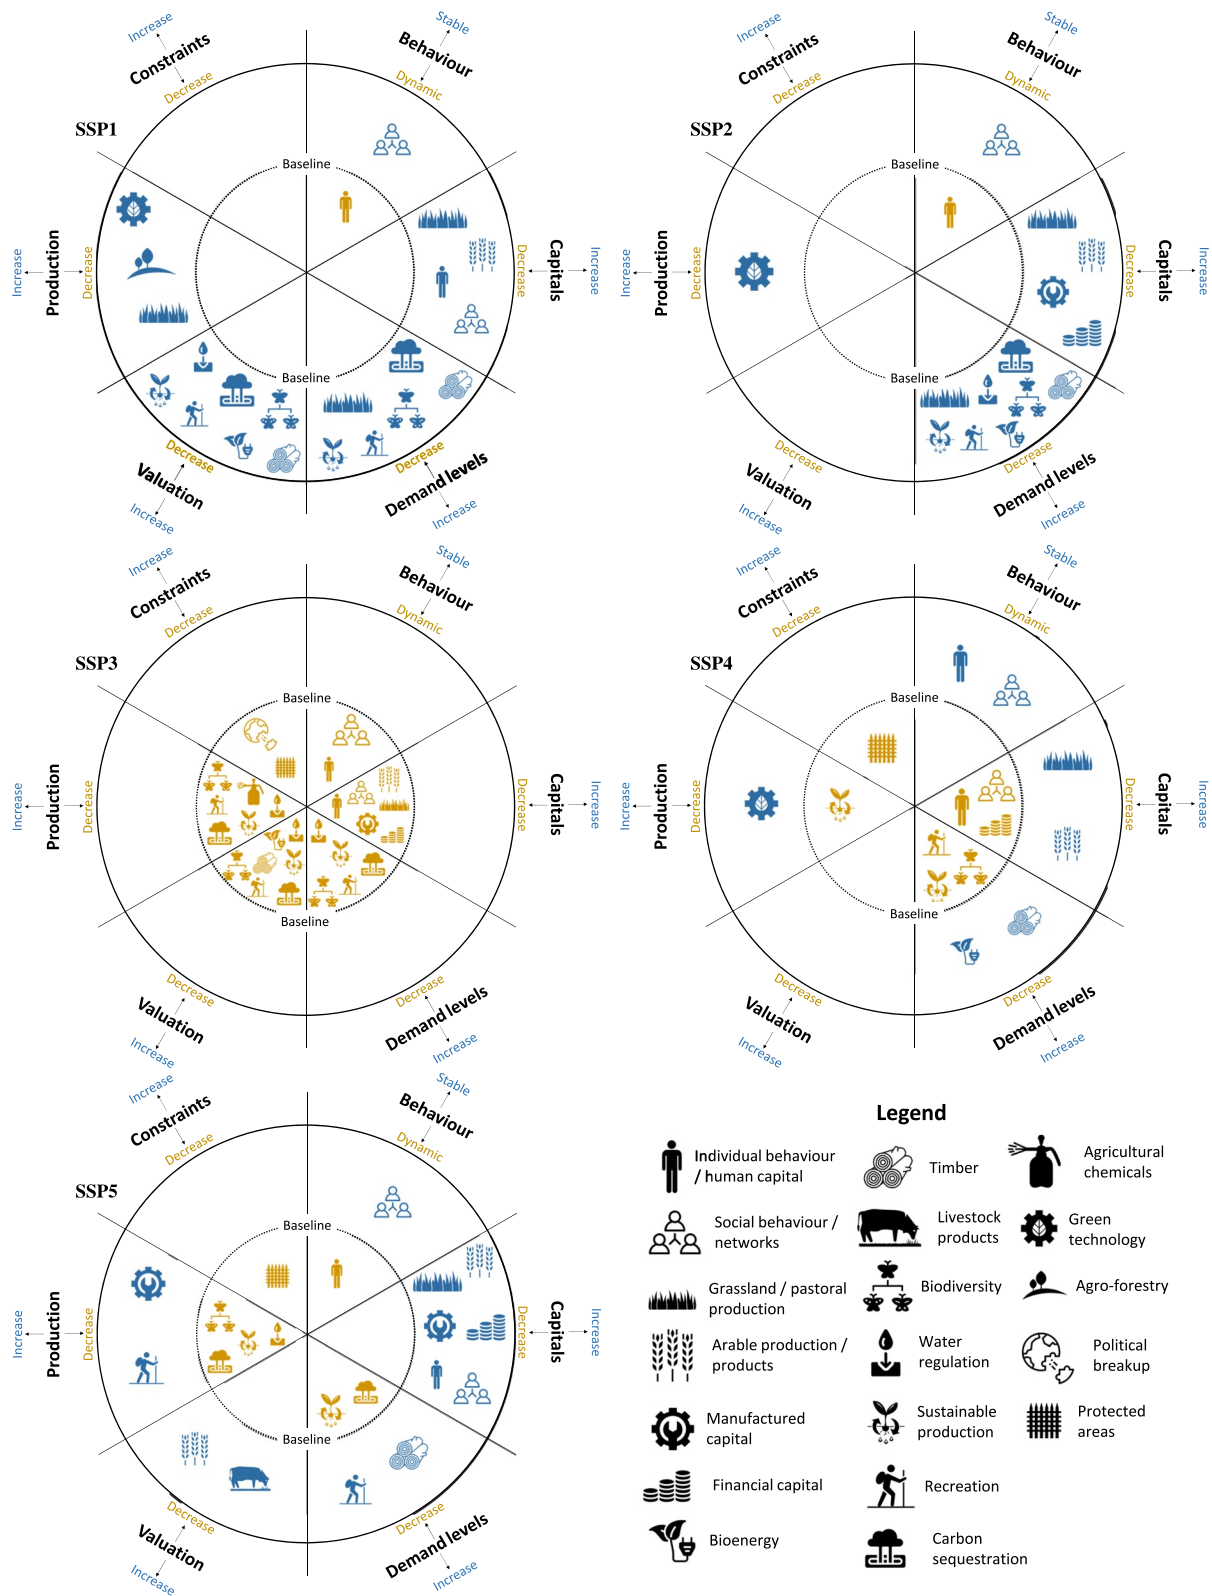 Increase
Constraints
Decrease
Stable
Behaviour
Dynamic
SSP1
Baseline
Increase
Production
Decrease
Decrease
Capitals
Increase
Baseline
Decrease
Valuation
Increase
Decrease
Demand levels
Increase
Increase
Constraints
Decrease
Stable
Behaviour
Dynamic
SSP2
Baseline
Increase
Production
Decrease
Decrease
Capitals
Increase
Baseline
Decrease
Valuation
Increase
Decrease
Demand levels
Increase
Increase
Constraints
Decrease
Stable
Behaviour
Dynamic
SSP3
Baseline
Increase
Production
Decrease
Decrease
Capitals
Increase
Baseline
Decrease
Valuation
Increase
Decrease
Demand levels
Increase
Increase
Constraints
Decrease
Stable
Behaviour
Dynamic
SSP4
Baseline
Increase
Production
Decrease
Decrease
Capitals
Increase
Baseline
Decrease
Valuation
Increase
Decrease
Demand levels
Increase
Increase
Constraints
Decrease
Stable
Behaviour
Dynamic
SSP5
Baseline
Increase
Production
Decrease
Decrease
Capitals
Increase
Baseline
Decrease
Valuation
Increase
Decrease
Demand levels
Increase
Legend
Individual behaviour
/ human capital
Social behaviour /
networks
Grassland / pastoral
production
Arable production /
products
Manufactured
capital
Financial capital
Bioenergy
Timber
Livestock
products
Biodiversity
Water
regulation
Sustainable
production
Recreation
Carbon
sequestration
Agricultural
chemicals
Green
technology
Agro-forestry
Political
breakup
Protected
areas